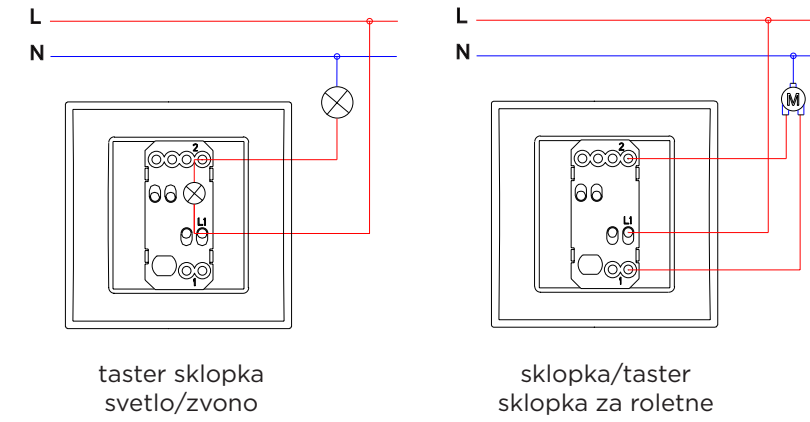 L
N
2
L1
1
taster sklopka
svetlo/zvono
L
N
M
2
L1
1
sklopka/taster
sklopka za roletne